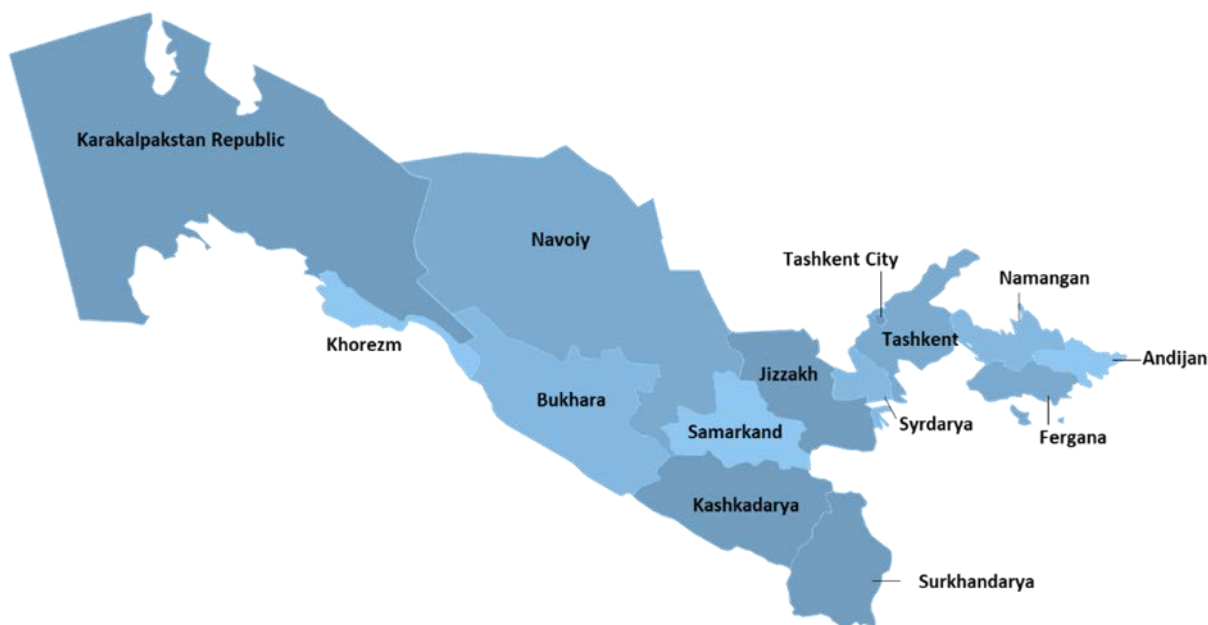 Karakalpakstan Republic
Navoiy
Tashkent City
Namangan
Khorezm
Tashkent
Andijan
Jizzakh
Bukhara
Syrdarya
Samarkand
Fergana
Kashkadarya
Surkhandarya